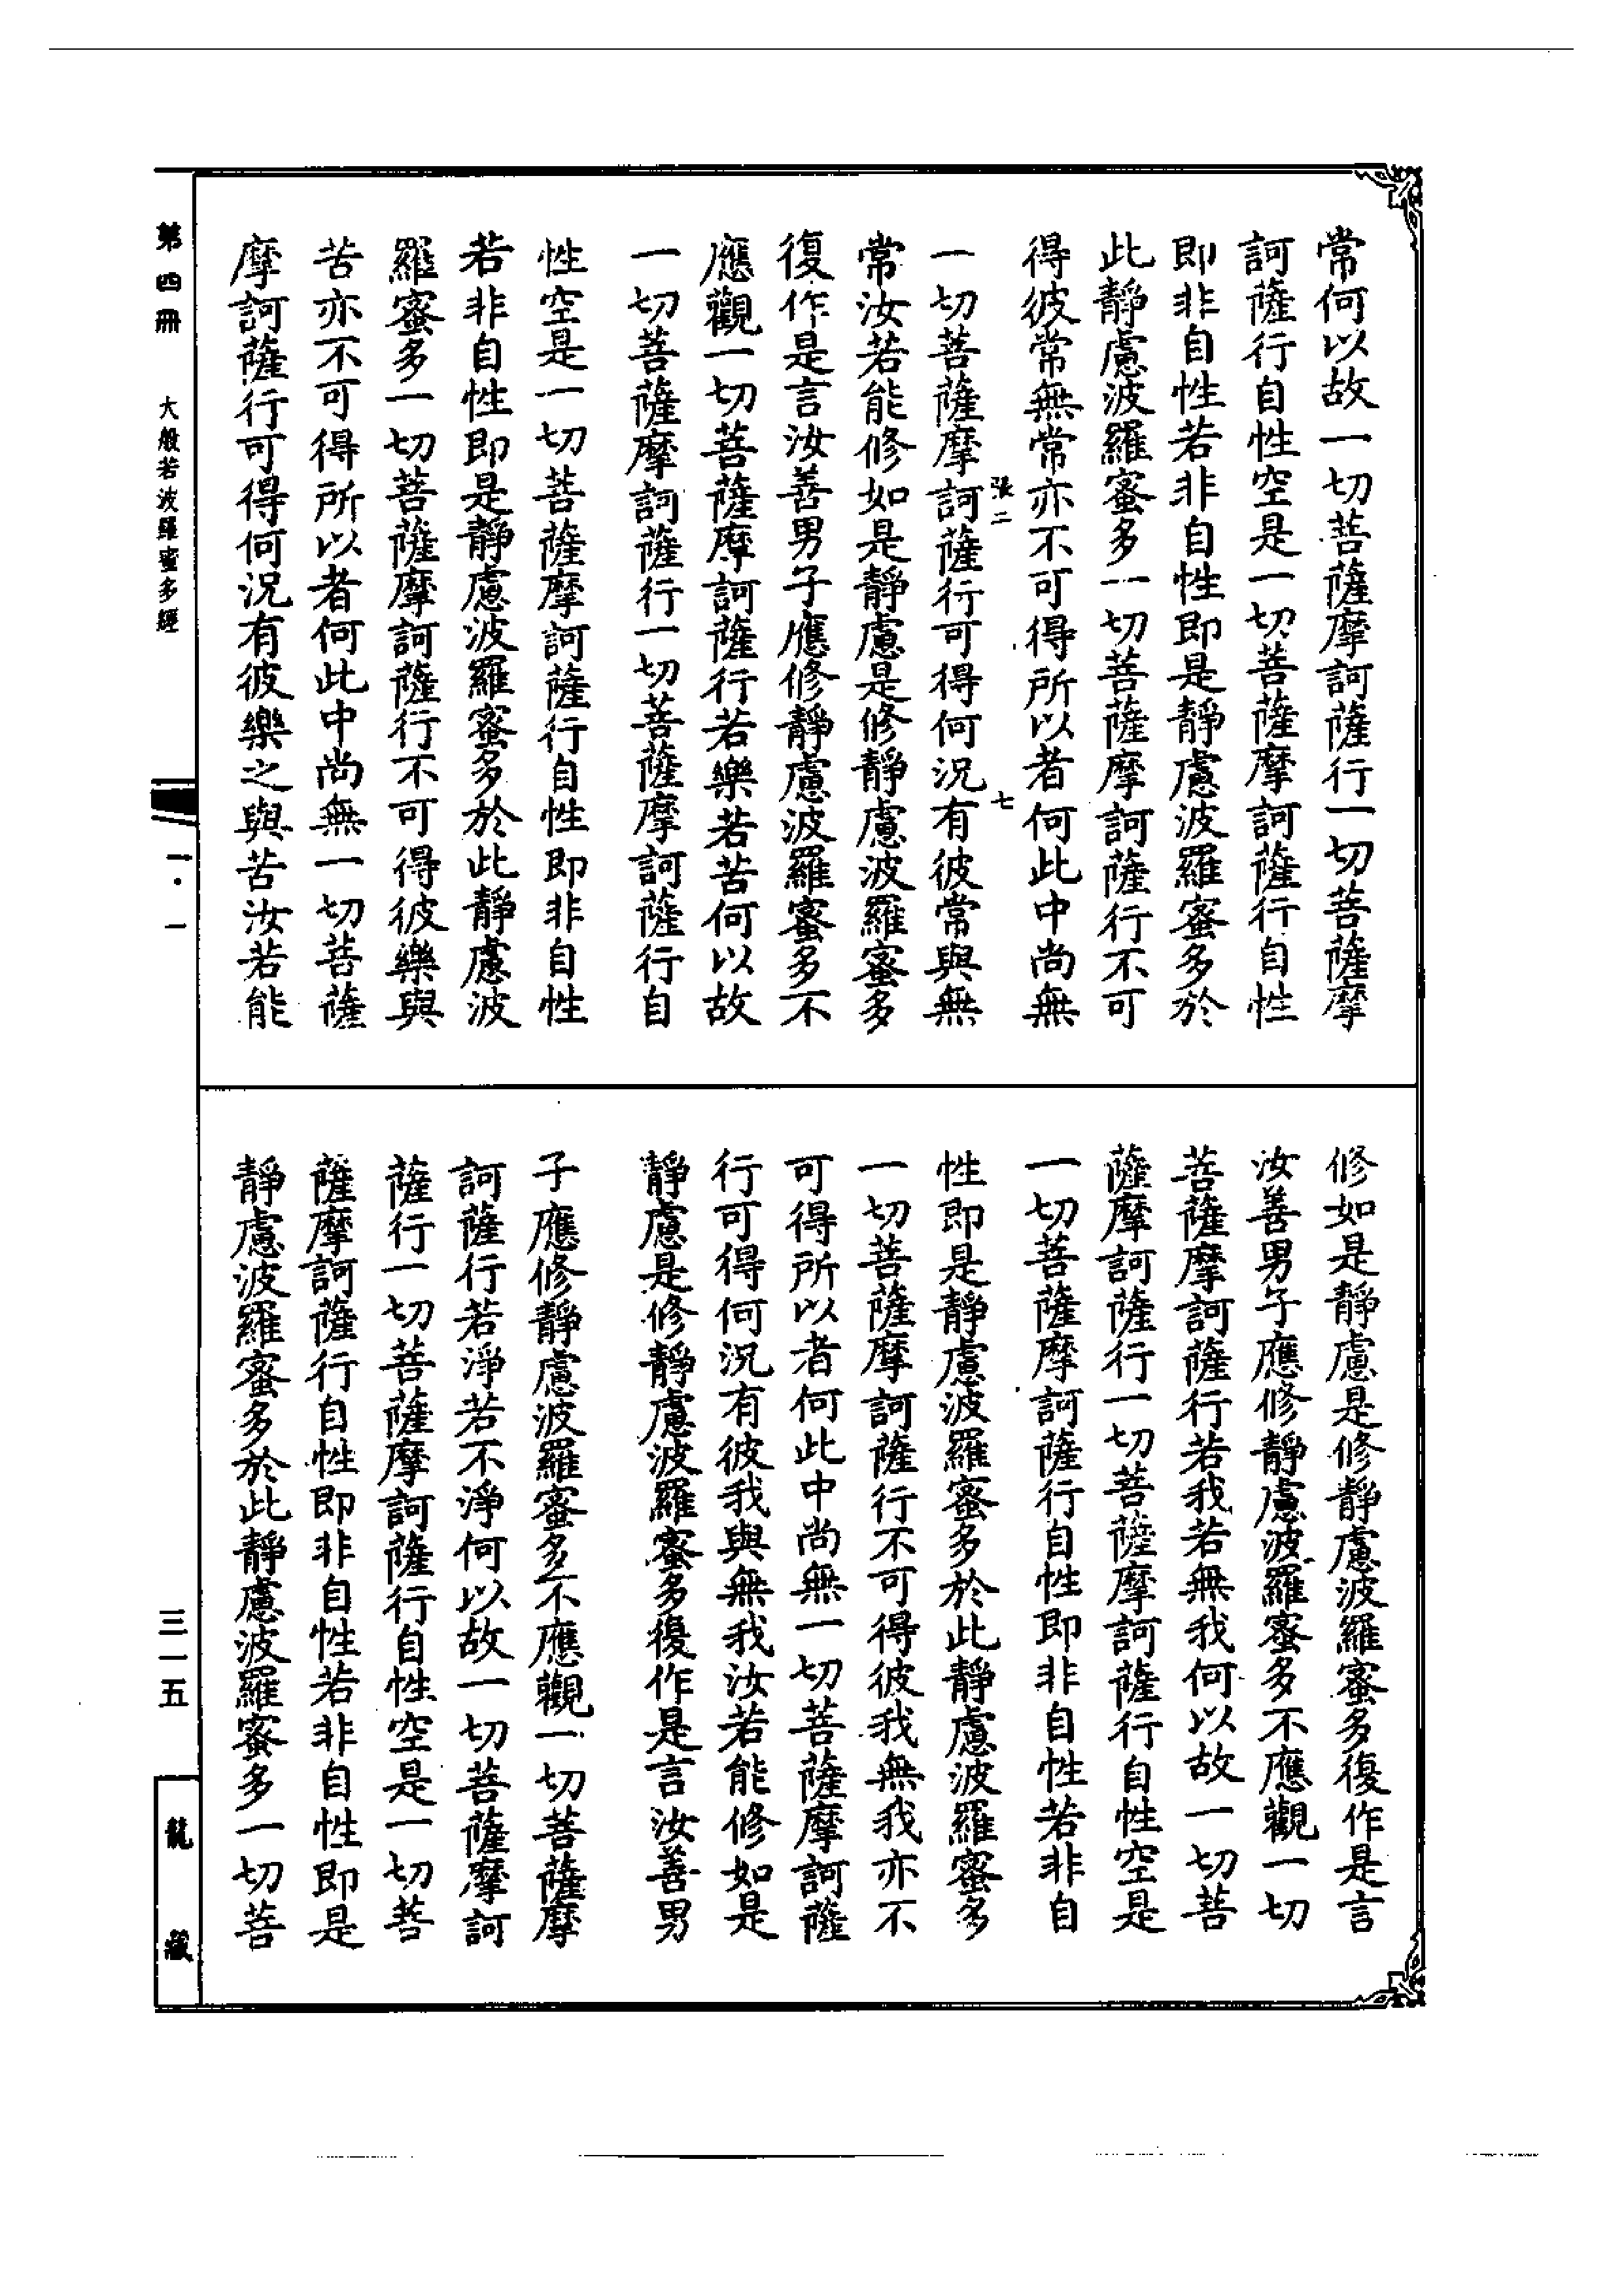 常何以故一切菩薩摩訶薩行一切菩薩摩
訶薩行自性空是一切菩薩摩訶薩行自性
即非自性若非自性即是靜慮波羅蜜多於
此靜慮波羅蜜多一切菩薩摩訶薩行不可
得彼常無常亦不可得所以者何此中尚無
張二 七
一切菩薩摩訶薩行可得何況有彼常與無
常汝若能修如是靜慮是修靜慮波羅蜜多
復作是言汝善男子應修靜慮波羅蜜多不
應觀一切菩薩摩訶薩行若樂若苦何以故
一切菩薩摩訶薩行一切菩薩摩訶薩行自
性空是一切菩薩摩訶薩行自性即非自性
若非自性即是靜慮波羅蜜多於此靜慮波
羅蜜多一切菩薩摩訶薩行不可得彼樂與
苦亦不可得所以者何此中尚無一切菩薩
摩訶薩行可得何況有彼樂之與苦汝若能
修如是靜慮是修靜慮波羅蜜多復作是言
汝善男子應修靜慮波羅蜜多不應觀一切
菩薩摩訶薩行若我若無我何以故一切菩
薩摩訶薩行一切菩薩摩訶薩行自性空是
一切菩薩摩訶薩行自性即非自性若非自
性即是靜慮波羅蜜多於此靜慮波羅蜜多
一切菩薩摩訶薩行不可得彼我無我亦不
可得所以者何此中尚無一切菩薩摩訶薩
行可得何況有彼我與無我汝若能修如是
靜慮是修靜慮波羅蜜多復作是言汝善男
子應修靜慮波羅蜜多不應觀一切菩薩摩
訶薩行若淨若不淨何以故一切菩薩摩訶
薩行一切菩薩摩訶薩行自性空是一切菩
薩摩訶薩行自性即非自性若非自性即是
靜慮波羅蜜多於此靜慮波羅蜜多一切菩
第四冊 大般若波羅蜜多經 一·一 三一五 龍藏